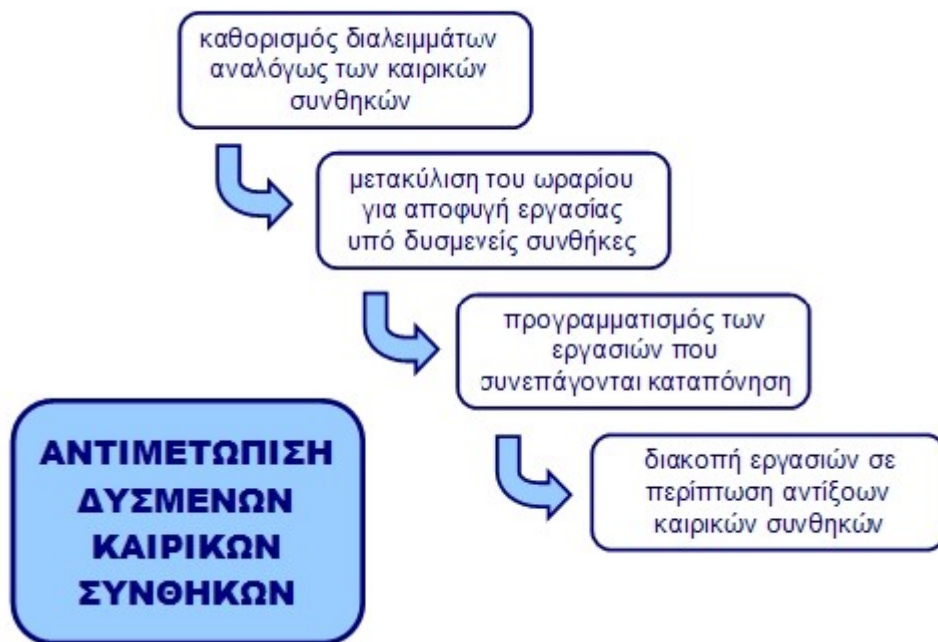 καθορισμός διαλειμμάτων
αναλόγως των καιρικών
συνθηκών
μετακύλιση του ωραρίου
για αποφυγή εργασίας
υπό δυσμενείς συνθήκες
προγραμματισμός των
εργασιών που
συνεπάγονται καταπόνηση
διακοπή εργασιών σε
περίπτωση αντίξοων
καιρικών συνθηκών
ΑΝΤΙΜΕΤΩΠΙΣΗ
ΔΥΣΜΕΝΩΝ
ΚΑΙΡΙΚΩΝ
ΣΥΝΘΗΚΩΝ